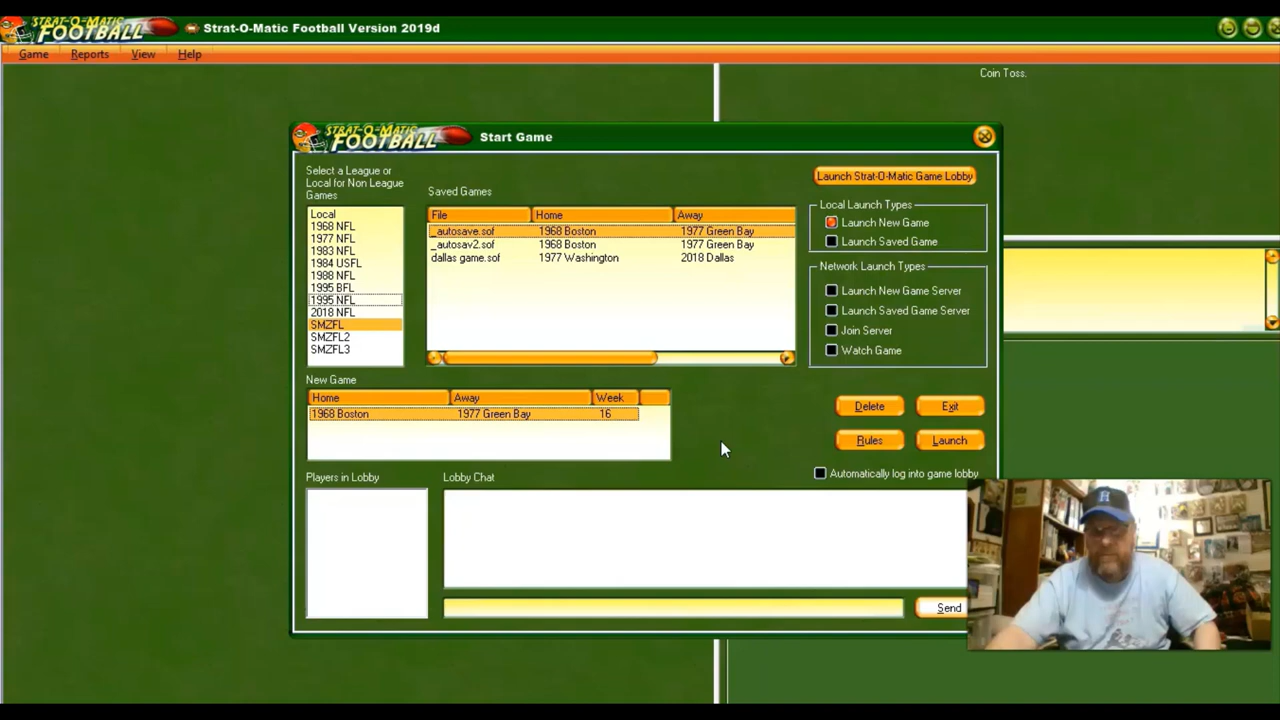 STRAT-O-MATIC
FOOTBALL
Strat-O-Matic Football Version 2019d
Game Reports View Help
Coin Toss.
STRAT-O-MATIC
FOOTBALL
Start Game
Select a League or
Local for Non League
Games
Local
1968 NFL
1977 NFL
1983 NFL
1984 USFL
1988 NFL
1995 BFL
1995 NFL
2018 NFL
SMZFL
SMZFL2
SMZFL3
Saved Games
File Home Away
_autosave.sof 1968 Boston 1977 Green Bay
_autosav2.sof 1968 Boston 1977 Green Bay
dallas game.sof 1977 Washington 2018 Dallas
Launch Strat-O-Matic Game Lobby
Local Launch Types
Launch New Game
Launch Saved Game
Network Launch Types
Launch New Game Server
Launch Saved Game Server
Join Server
Watch Game
New Game
Home Away Week
1968 Boston 1977 Green Bay 16
Delete Exit
Rules Launch
Automatically log into game lobby
Players in Lobby
Lobby Chat
Send
H